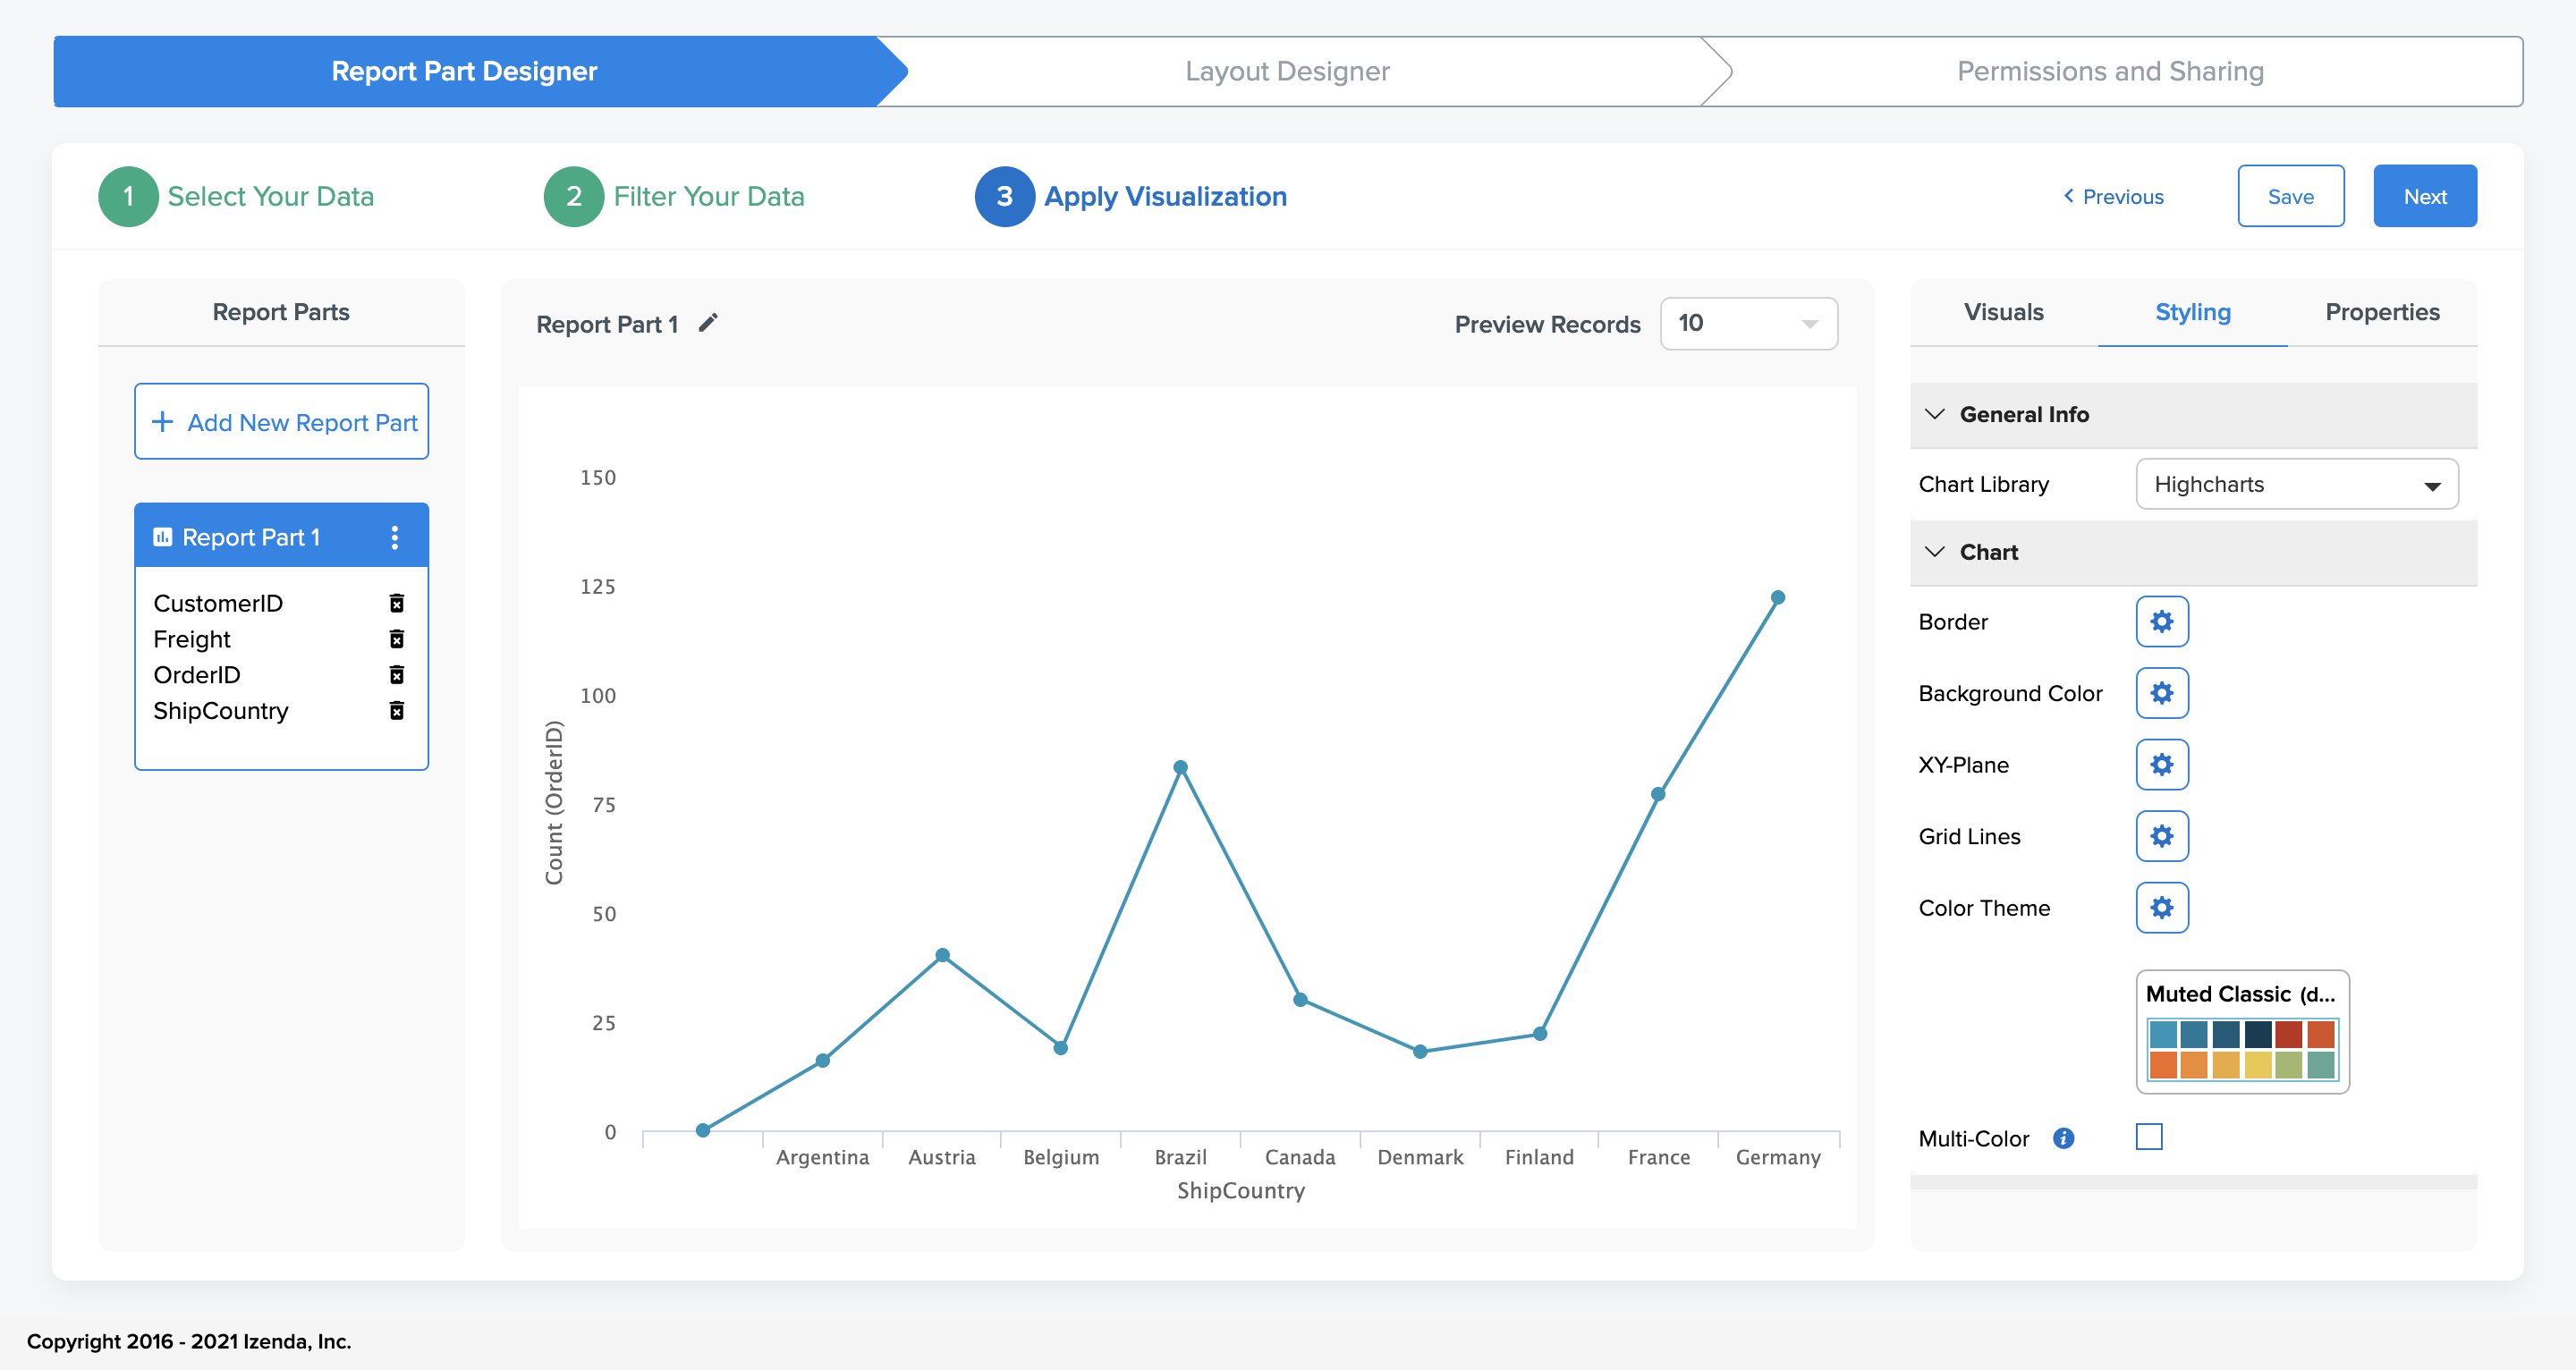 Report Part Designer
Layout Designer
Permissions and Sharing
1 Select Your Data
2 Filter Your Data
3 Apply Visualization
Previous
Save
Next
Report Parts
Add New Report Part
Report Part 1
CustomerID
Freight
OrderID
ShipCountry
Report Part 1
Preview Records 10
150
125
100
75
50
25
0
Count (OrderID)
Argentina Austria Belgium Brazil Canada Denmark Finland France Germany
ShipCountry
Visuals Styling Properties
General Info
Chart Library Highcharts
Chart
Border
Background Color
XY-Plane
Grid Lines
Color Theme
Muted Classic (d...
Multi-Color i
Copyright 2016 - 2021 Izenda, Inc.